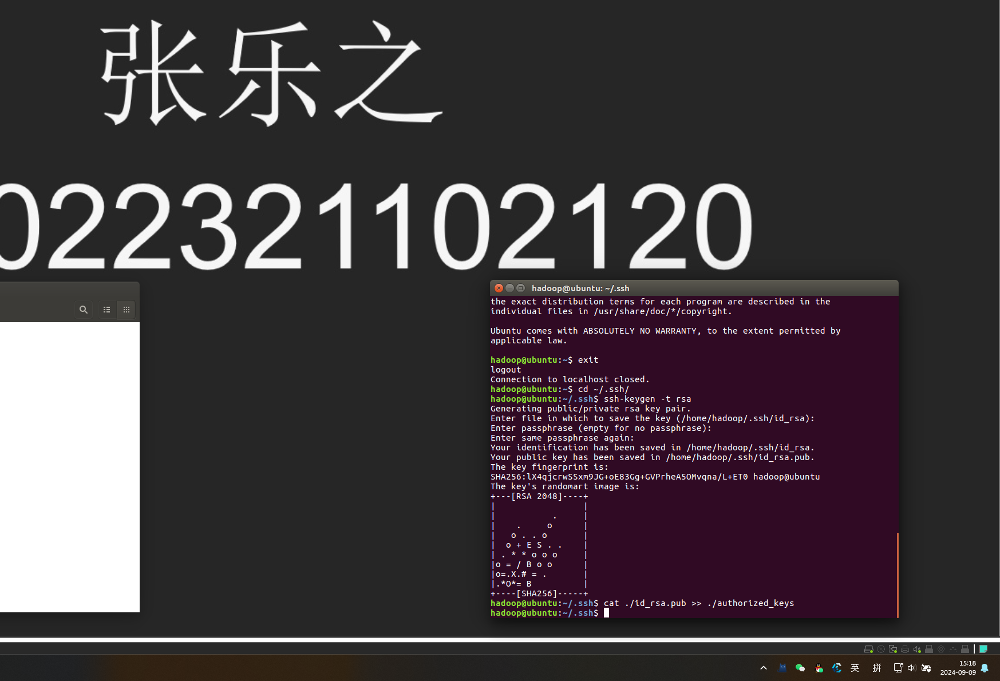 张乐之
022321102120
hadoop@ubuntu: ~/.ssh
the exact distribution terms for each program are described in the
individual files in /usr/share/doc/*/copyright.
Ubuntu comes with ABSOLUTELY NO WARRANTY, to the extent permitted by
applicable law.
hadoop@ubuntu:~$ exit
logout
Connection to localhost closed.
hadoop@ubuntu:~$ cd ~/.ssh/
hadoop@ubuntu:~/.ssh$ ssh-keygen -t rsa
Generating public/private rsa key pair.
Enter file in which to save the key (/home/hadoop/.ssh/id_rsa):
Enter passphrase (empty for no passphrase):
Enter same passphrase again:
Your identification has been saved in /home/hadoop/.ssh/id_rsa.
Your public key has been saved in /home/hadoop/.ssh/id_rsa.pub.
The key fingerprint is:
SHA256:lX4qjcrwSSxm9JG+oE83Gg+GVPrheA5OMvqna/L+ET0 hadoop@ubuntu
The key's randomart image is:
+---[RSA 2048]----+
|                 |
|           .     |
|    .     o      |
|   o . . o       |
|  o + E S . .    |
| . * * o o o     |
|o = / B o o      |
|o=.X.# = .       |
|.*O*= B          |
+----[SHA256]-----+
hadoop@ubuntu:~/.ssh$ cat ./id_rsa.pub >> ./authorized_keys
hadoop@ubuntu:~/.ssh$
英 拼 15:18
2024-09-09